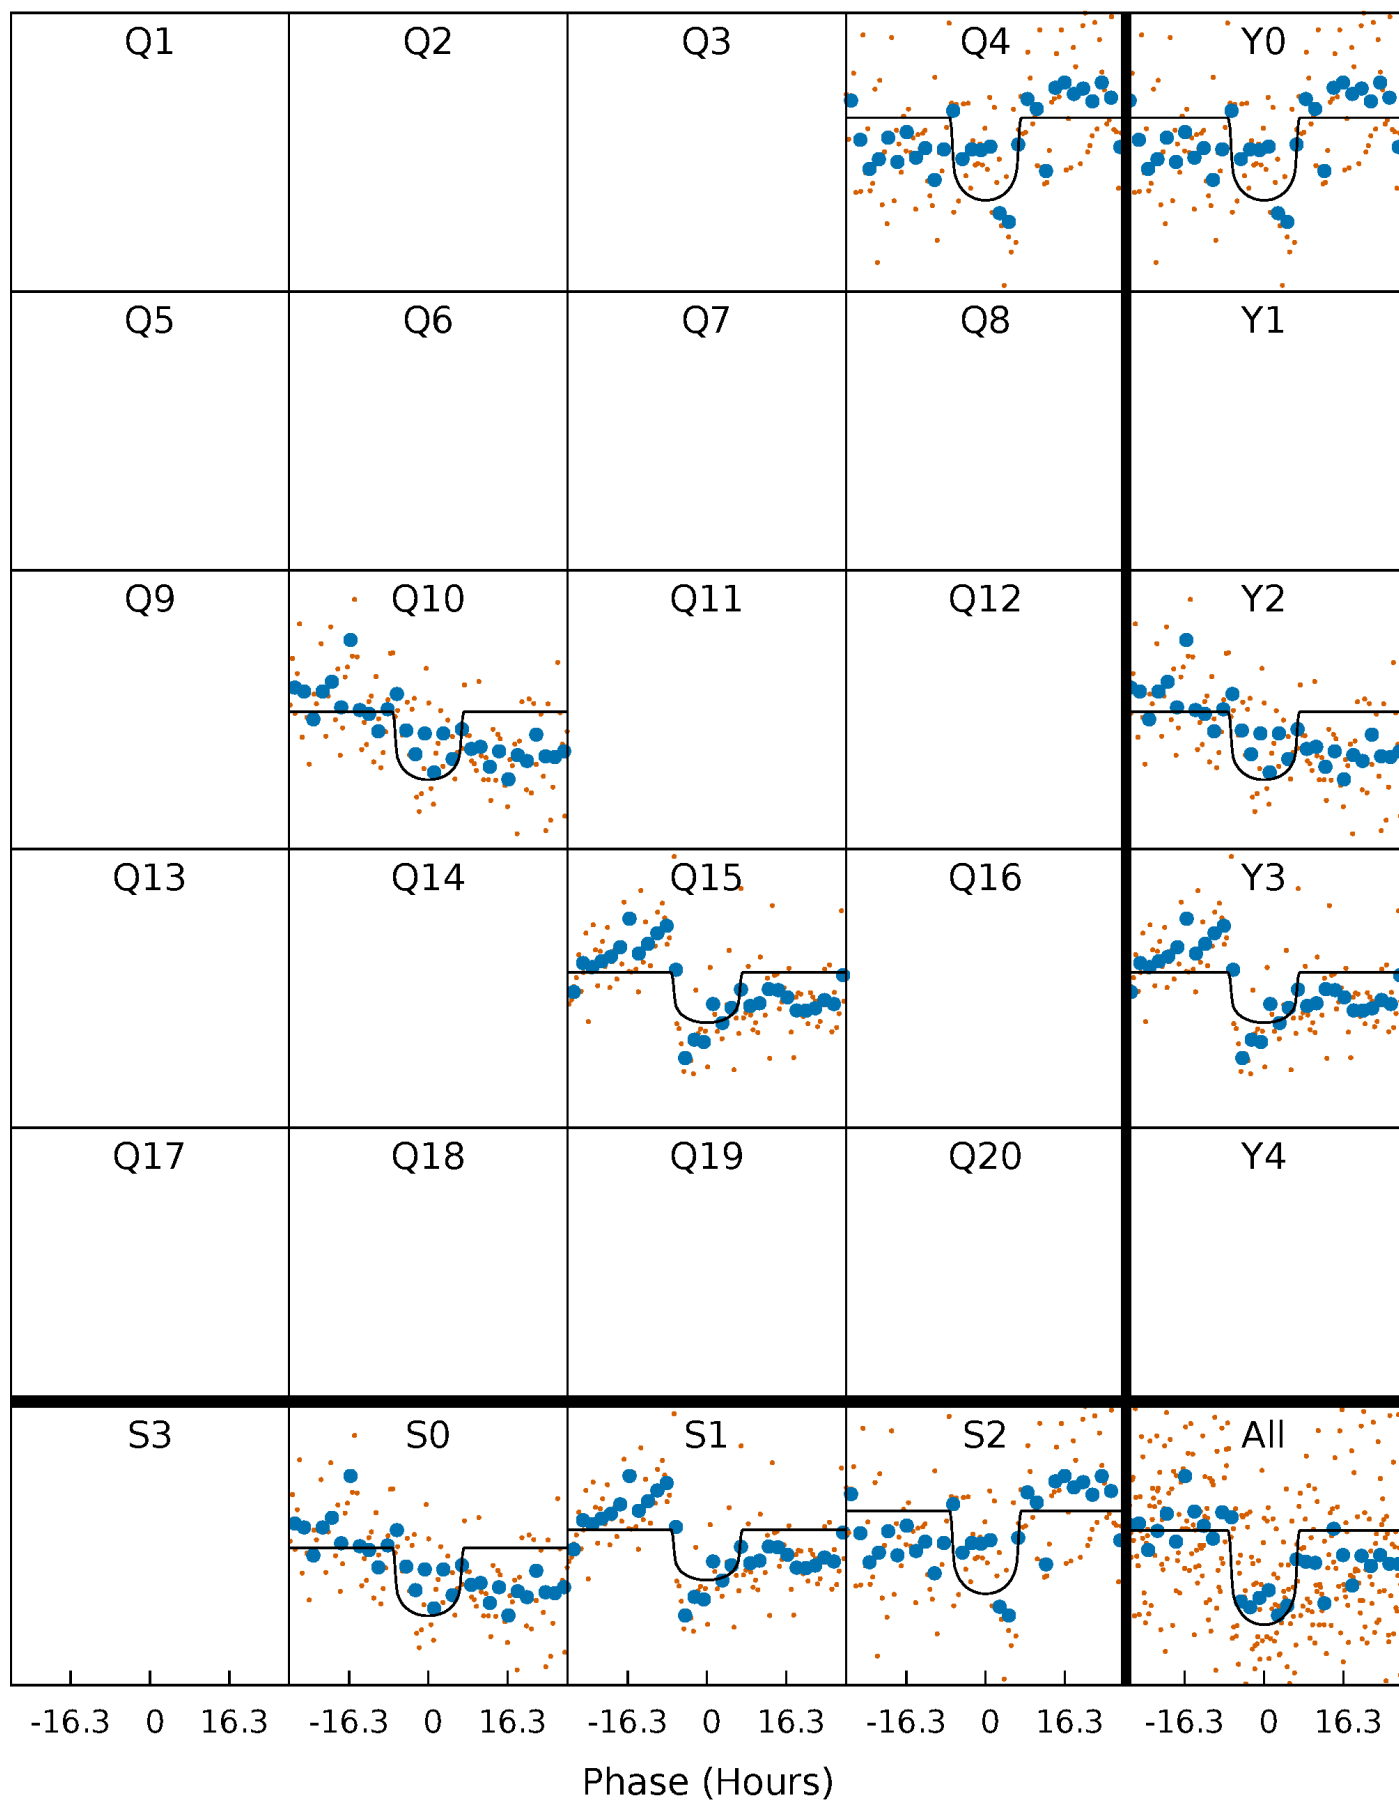 Q1 Q2 Q3 Q4 Y0
Q5 Q6 Q7 Q8 Y1
Q9 Q10 Q11 Q12 Y2
Q13 Q14 Q15 Q16 Y3
Q17 Q18 Q19 Q20 Y4
S3 S0 S1 S2 All
-16.3 0 16.3 -16.3 0 16.3 -16.3 0 16.3 -16.3 0 16.3 -16.3 0 16.3
Phase (Hours)